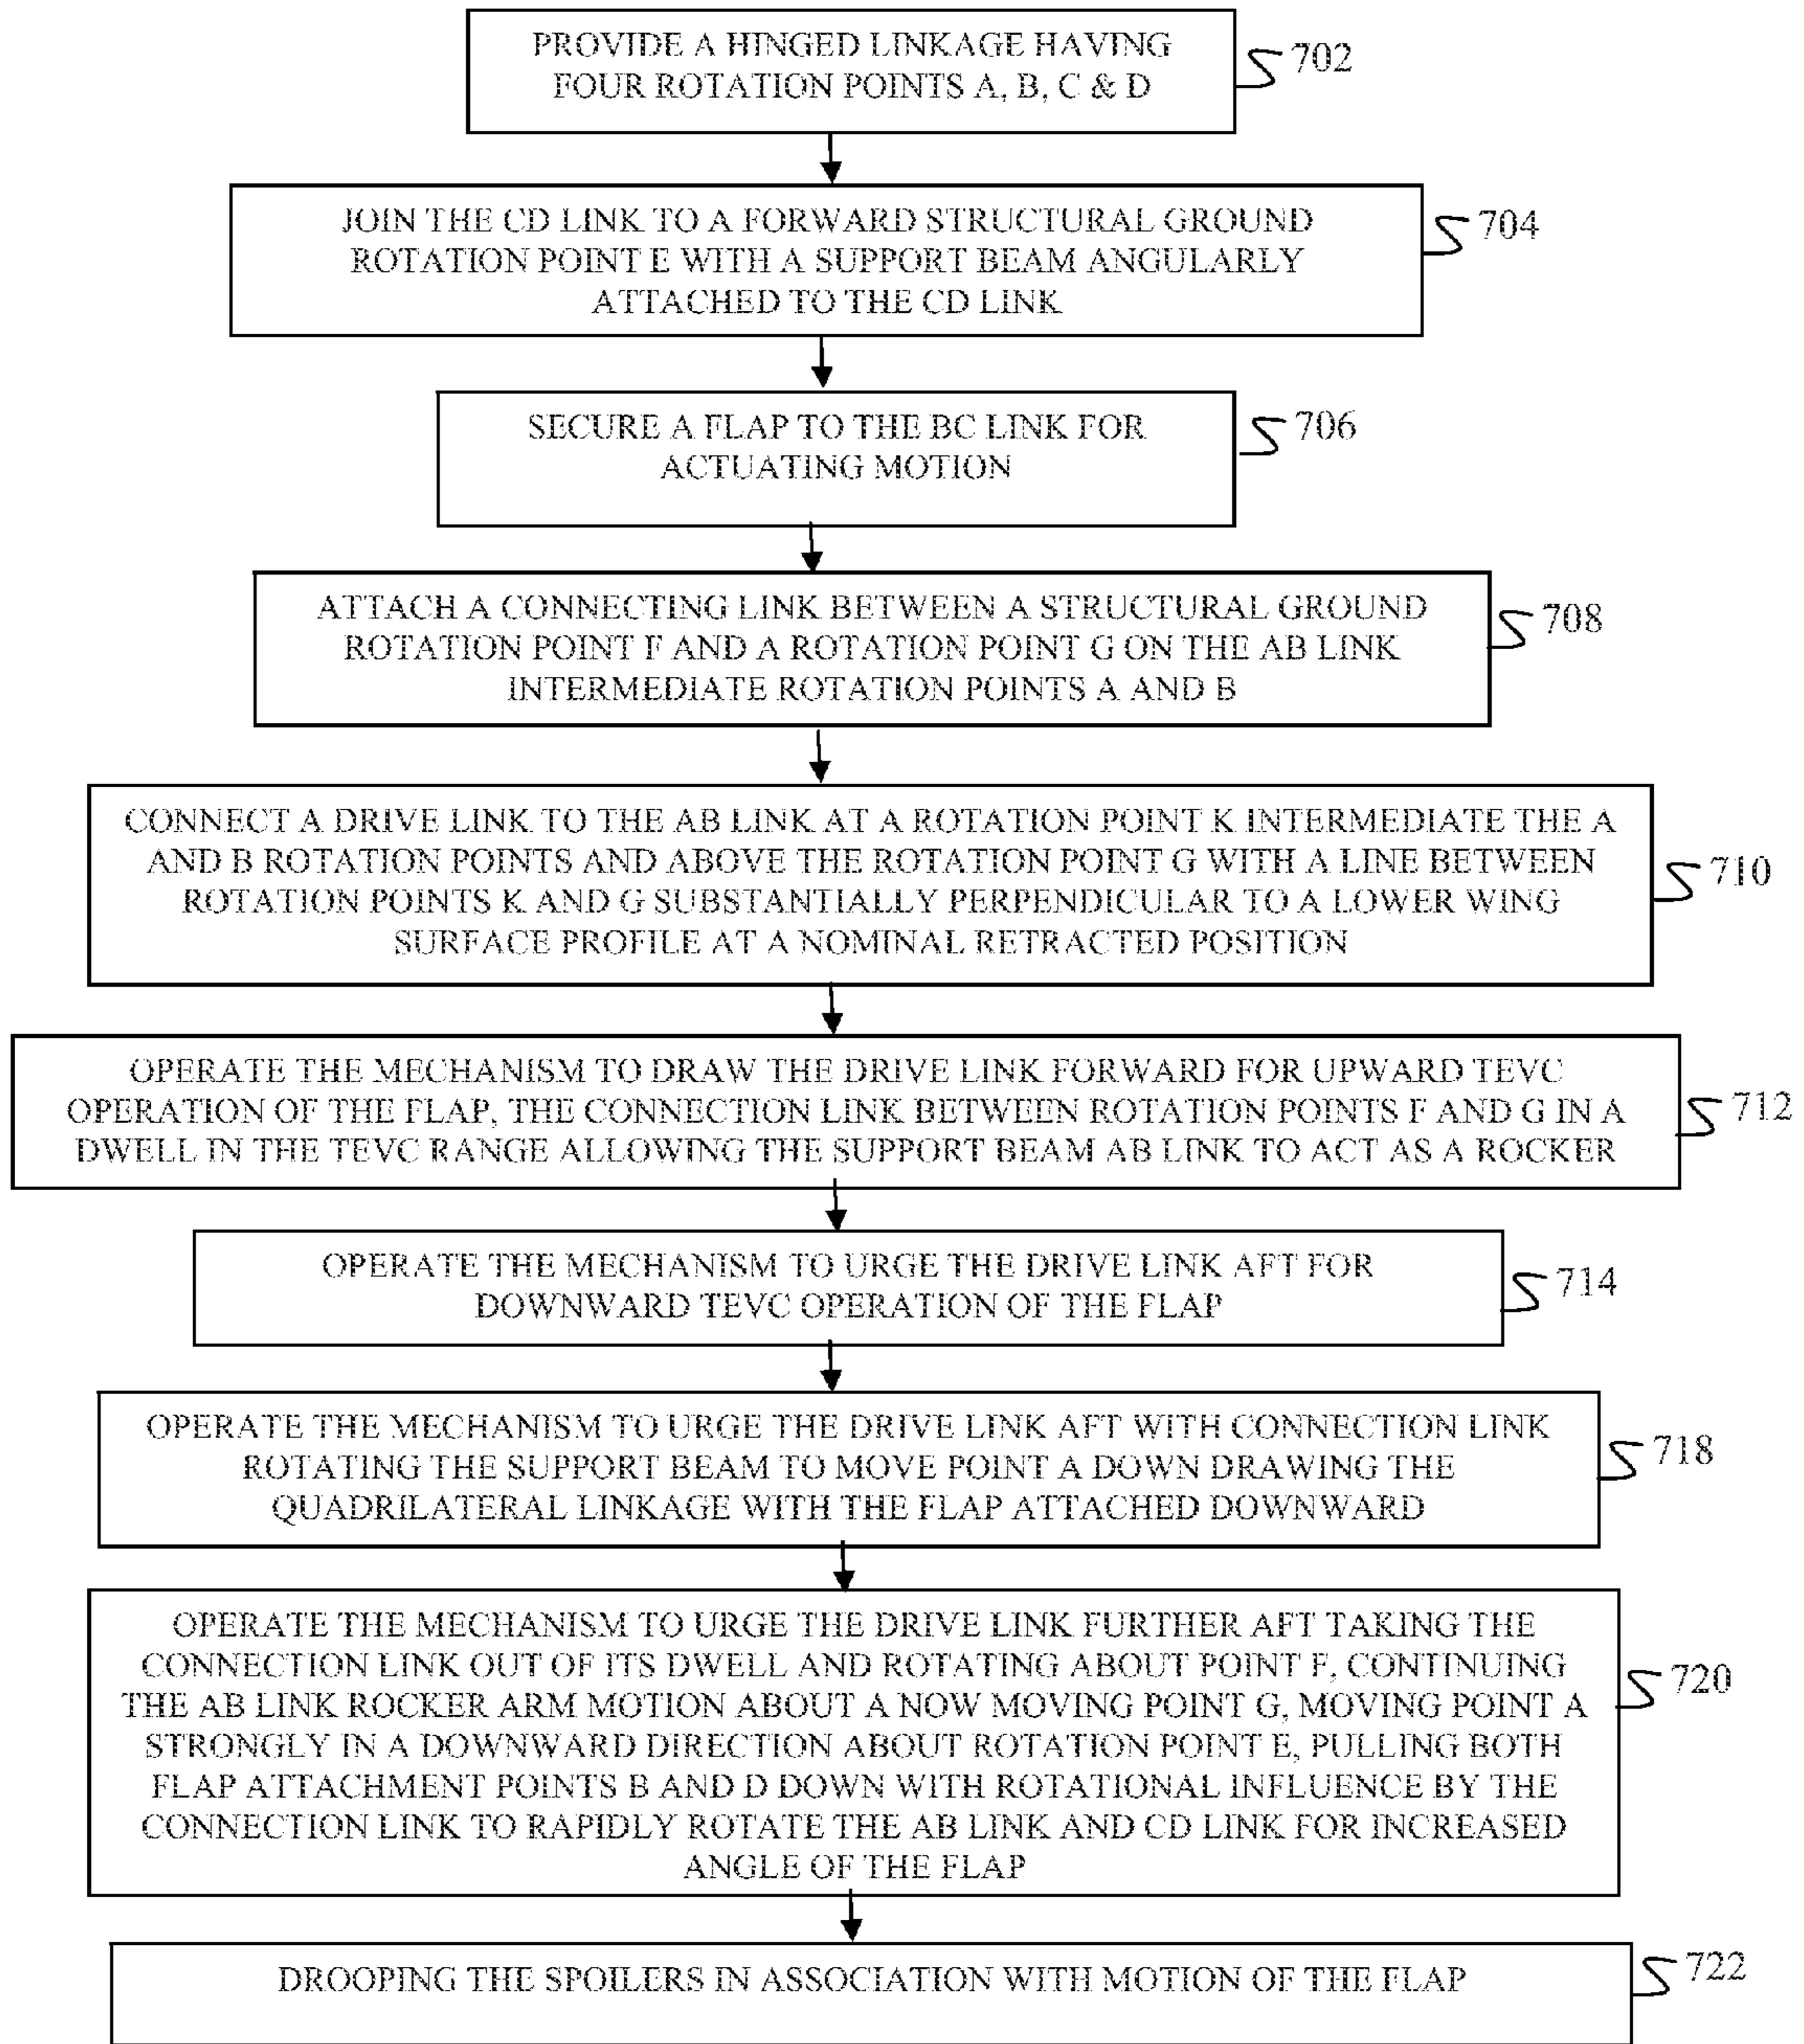 PROVIDE A HINGED LINKAGE HAVING
FOUR ROTATION POINTS A, B, C & D
702
JOIN THE CD LINK TO A FORWARD STRUCTURAL GROUND
ROTATION POINT E WITH A SUPPORT BEAM ANGULARLY
ATTACHED TO THE CD LINK
704
SECURE A FLAP TO THE BC LINK FOR
ACTUATING MOTION
706
ATTACH A CONNECTING LINK BETWEEN A STRUCTURAL GROUND
ROTATION POINT F AND A ROTATION POINT G ON THE AB LINK
INTERMEDIATE ROTATION POINTS A AND B
708
CONNECT A DRIVE LINK TO THE AB LINK AT A ROTATION POINT K INTERMEDIATE THE A
AND B ROTATION POINTS AND ABOVE THE ROTATION POINT G WITH A LINE BETWEEN
ROTATION POINTS K AND G SUBSTANTIALLY PERPENDICULAR TO A LOWER WING
SURFACE PROFILE AT A NOMINAL RETRACTED POSITION
710
OPERATE THE MECHANISM TO DRAW THE DRIVE LINK FORWARD FOR UPWARD TEVC
OPERATION OF THE FLAP, THE CONNECTION LINK BETWEEN ROTATION POINTS F AND G IN A
DWELL IN THE TEVC RANGE ALLOWING THE SUPPORT BEAM AB LINK TO ACT AS A ROCKER
712
OPERATE THE MECHANISM TO URGE THE DRIVE LINK AFT FOR
DOWNWARD TEVC OPERATION OF THE FLAP
714
OPERATE THE MECHANISM TO URGE THE DRIVE LINK AFT WITH CONNECTION LINK
ROTATING THE SUPPORT BEAM TO MOVE POINT A DOWN DRAWING THE
QUADRILATERAL LINKAGE WITH THE FLAP ATTACHED DOWNWARD
718
OPERATE THE MECHANISM TO URGE THE DRIVE LINK FURTHER AFT TAKING THE
CONNECTION LINK OUT OF ITS DWELL AND ROTATING ABOUT POINT F, CONTINUING
THE AB LINK ROCKER ARM MOTION ABOUT A NOW MOVING POINT G, MOVING POINT A
STRONGLY IN A DOWNWARD DIRECTION ABOUT ROTATION POINT E, PULLING BOTH
FLAP ATTACHMENT POINTS B AND D DOWN WITH ROTATIONAL INFLUENCE BY THE
CONNECTION LINK TO RAPIDLY ROTATE THE AB LINK AND CD LINK FOR INCREASED
ANGLE OF THE FLAP
720
DROOPING THE SPOILERS IN ASSOCIATION WITH MOTION OF THE FLAP
722